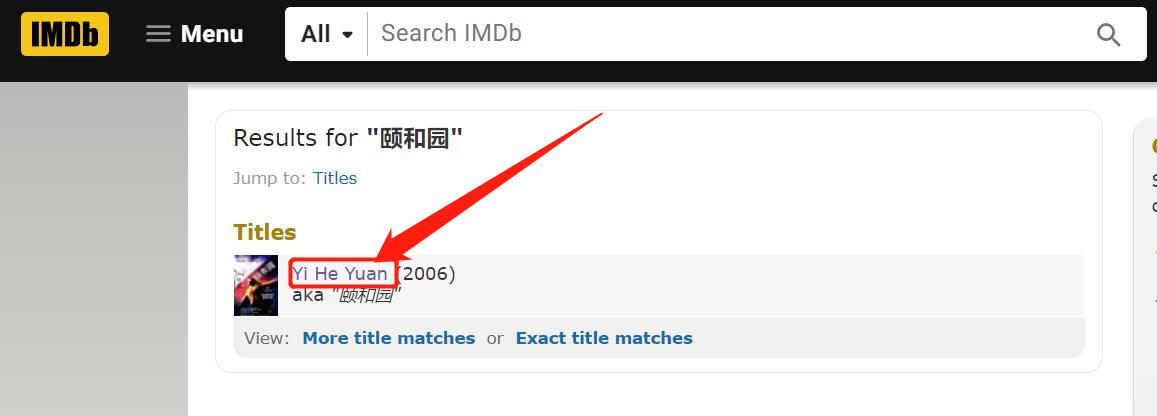 IMDb Menu All Search IMDb
Results for "颐和园"
Jump to: Titles
Titles
Yi He Yuan (2006)
aka "颐和园"
View: More title matches or Exact title matches